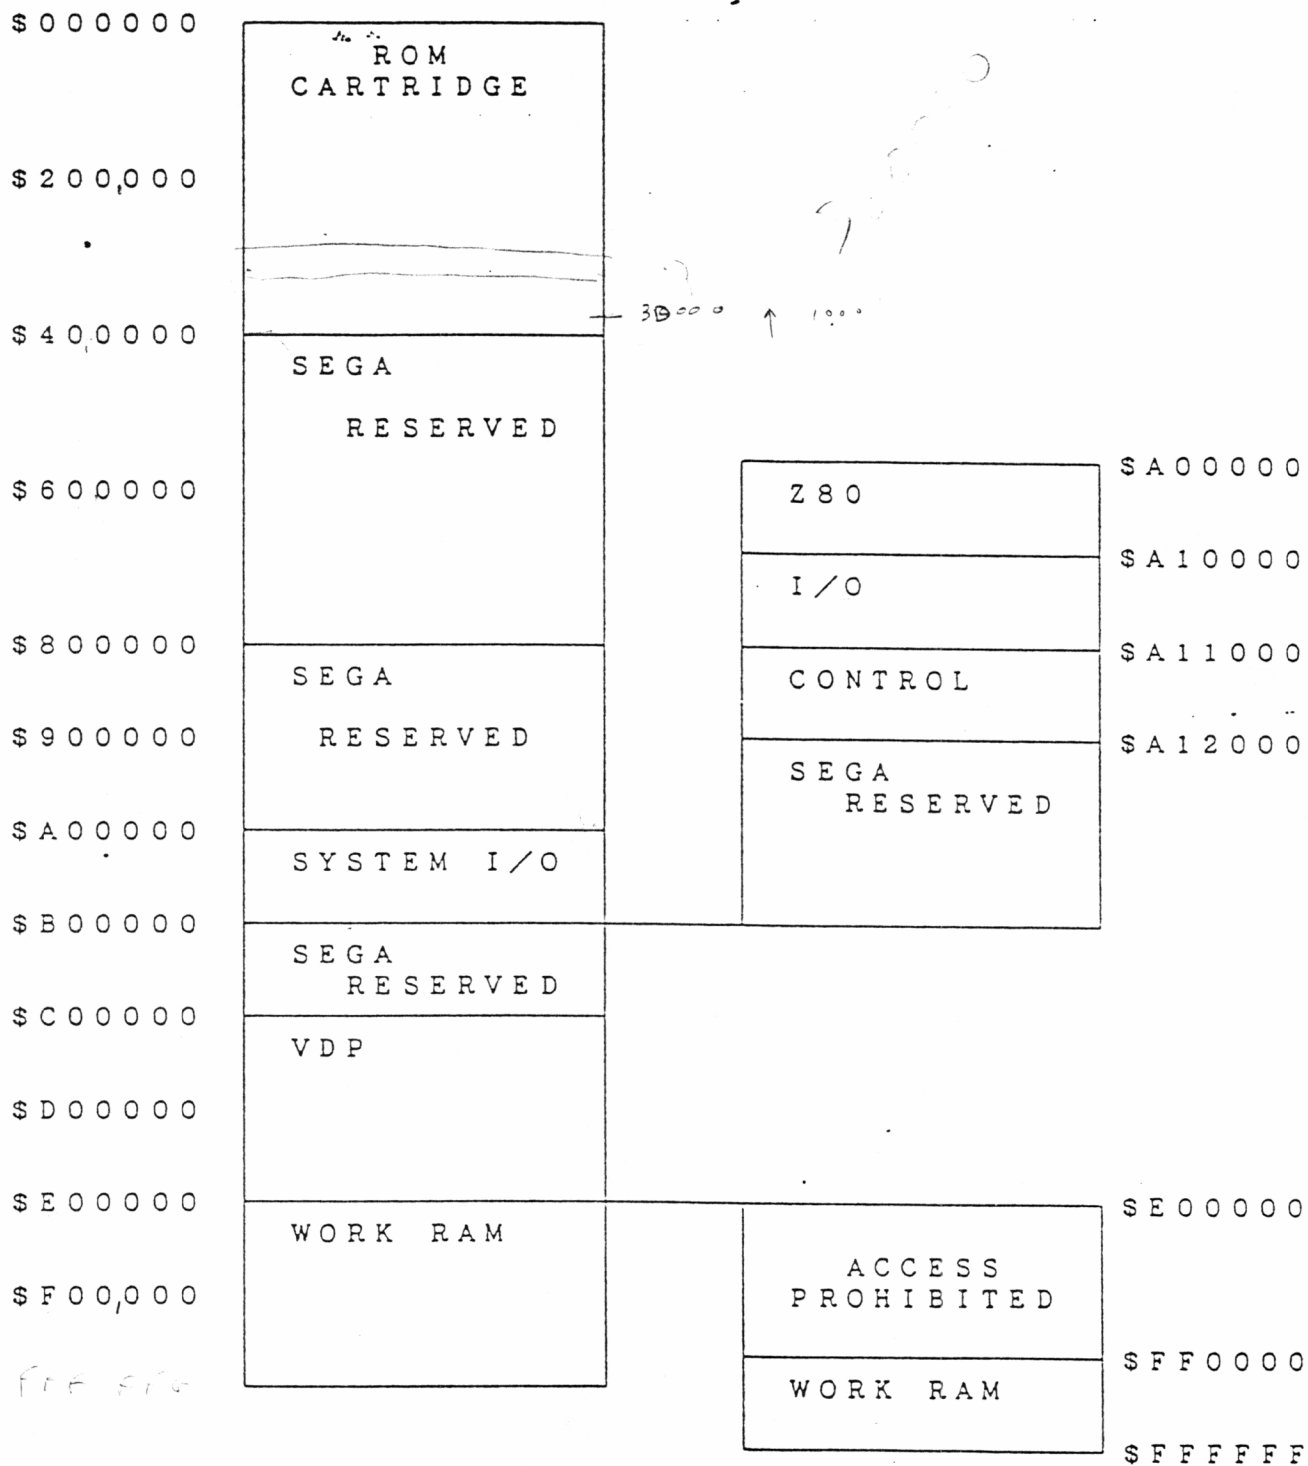 $000000
ROM
CARTRIDGE
$200,000
$400000
SEGA
RESERVED
$600000
$800000
SEGA
RESERVED
$900000
$A00000
SYSTEM I/O
$B00000
SEGA
RESERVED
$C00000
VDP
$D00000
$E00000
WORK RAM
$F00,000
1000
$A00000
Z80
$A10000
I/O
$A11000
CONTROL
$A12000
SEGA
RESERVED
$E00000
ACCESS
PROHIBITED
$FF0000
WORK RAM
$FFFFFF